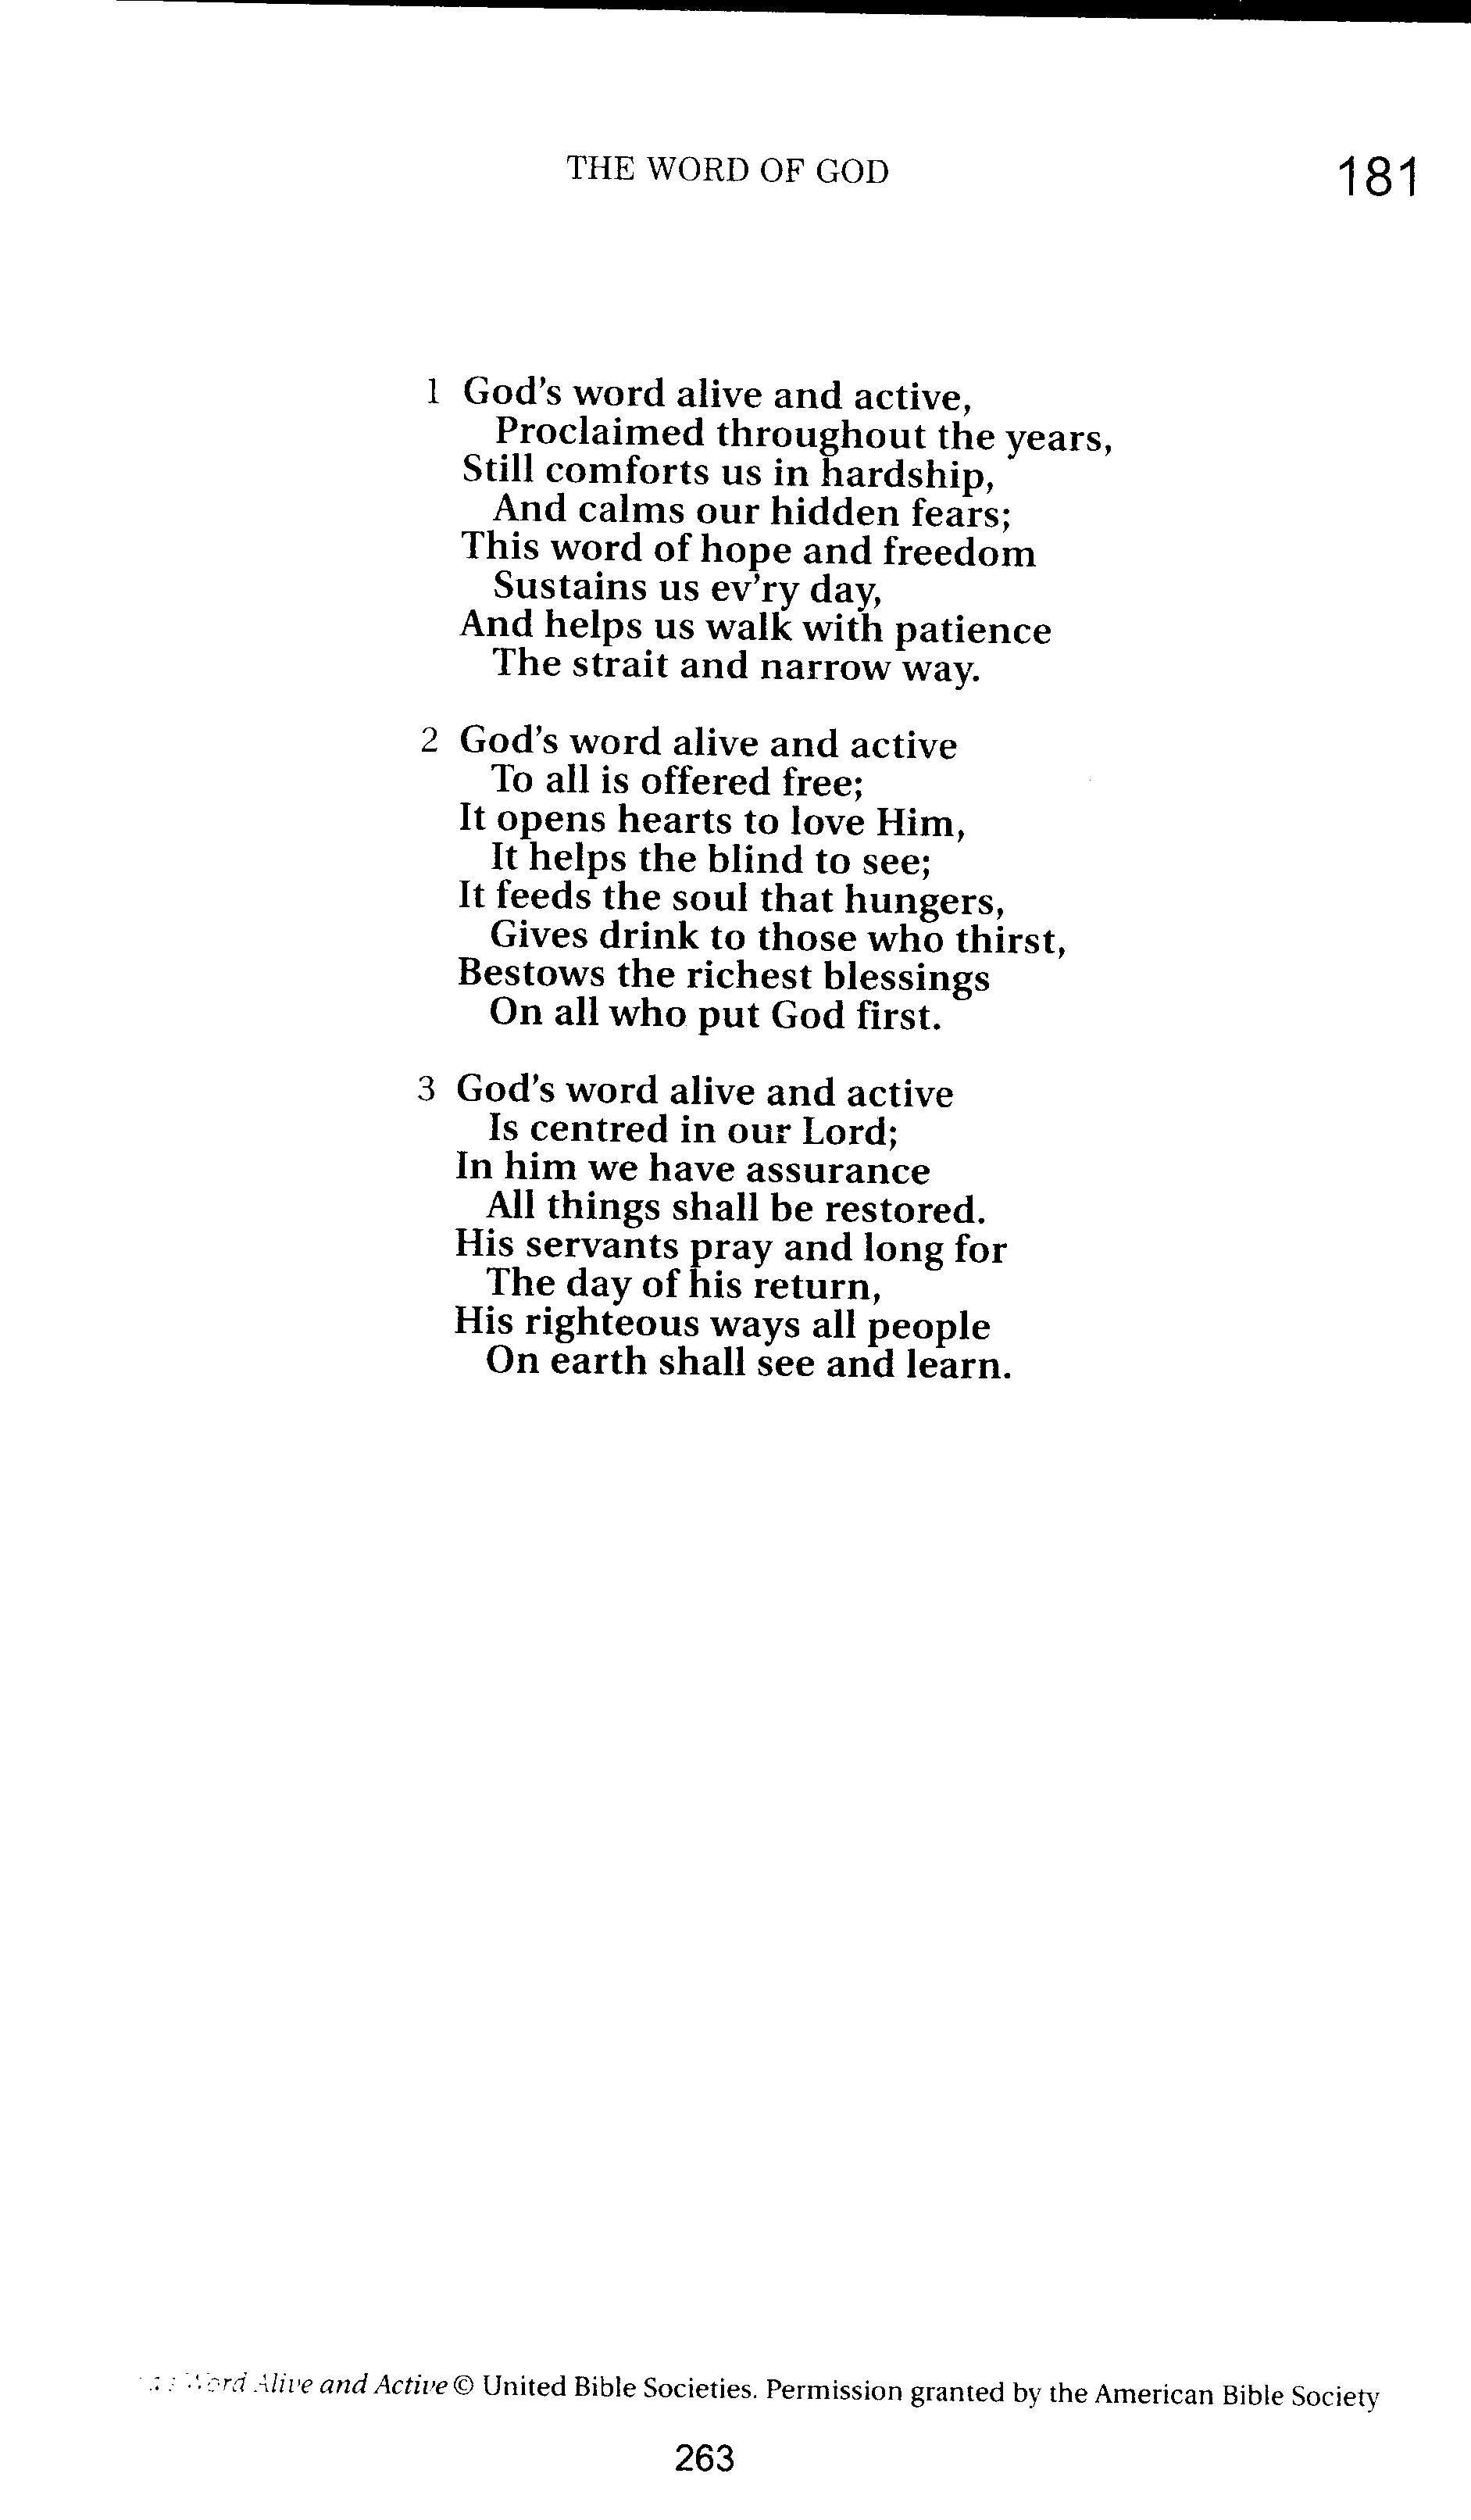 THE WORD OF GOD 181
1 God's word alive and active,
Proclaimed throughout the years,
Still comforts us in hardship,
And calms our hidden fears;
This word of hope and freedom
Sustains us ev'ry day,
And helps us walk with patience
The strait and narrow way.
2 God's word alive and active
To all is offered free;
It opens hearts to love Him,
It helps the blind to see;
It feeds the soul that hungers,
Gives drink to those who thirst,
Bestows the richest blessings
On all who put God first.
3 God's word alive and active
Is centred in our Lord;
In him we have assurance
All things shall be restored.
His servants pray and long for
The day of his return,
His righteous ways all people
On earth shall see and learn.
Word Alive and Active © United Bible Societies. Permission granted by the American Bible Society
263